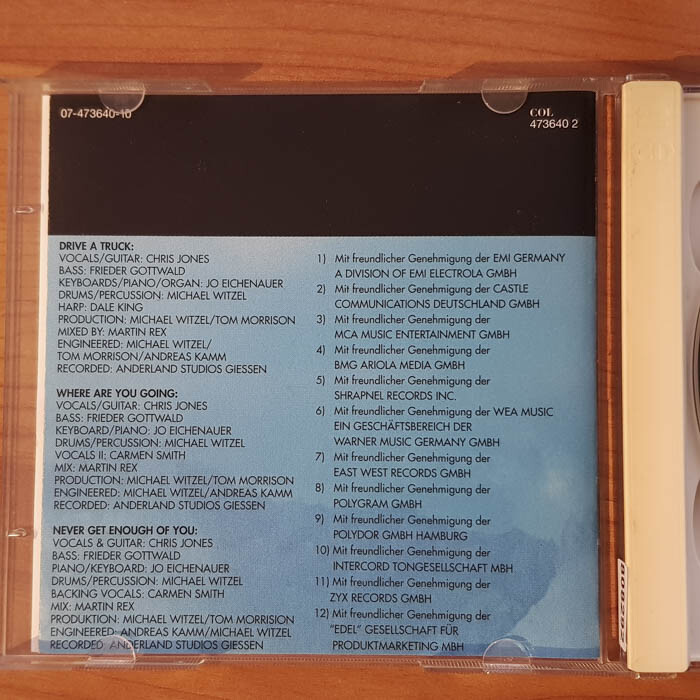 07-473640-10
COL
473640 2
DRIVE A TRUCK:
VOCALS/GUITAR: CHRIS JONES
BASS: FRIEDER GOTTWALD
KEYBOARDS/PIANO/ORGAN: JO EICHENAUER
DRUMS/PERCUSSION: MICHAEL WITZEL
HARP: DALE KING
PRODUCTION: MICHAEL WITZEL/TOM MORRISON
MIXED BY: MARTIN REX
ENGINEERED: MICHAEL WITZEL/
TOM MORRISON/ANDREAS KAMM
RECORDED: ANDERLAND STUDIOS GIESSEN
WHERE ARE YOU GOING:
VOCALS/GUITAR: CHRIS JONES
BASS: FRIEDER GOTTWALD
KEYBOARD/PIANO: JO EICHENAUER
DRUMS/PERCUSSION: MICHAEL WITZEL
VOCALS II: CARMEN SMITH
MIX: MARTIN REX
PRODUCTION: MICHAEL WITZEL/TOM MORRISON
ENGINEERED: MICHAEL WITZEL/ANDREAS KAMM
RECORDED: ANDERLAND STUDIOS GIESSEN
NEVER GET ENOUGH OF YOU:
VOCALS & GUITAR: CHRIS JONES
BASS: FRIEDER GOTTWALD
PIANO/KEYBOARD: JO EICHENAUER
DRUMS/PERCUSSION: MICHAEL WITZEL
BACKING VOCALS: CARMEN SMITH
MIX: MARTIN REX
PRODUKTION: MICHAEL WITZEL/TOM MORRISION
ENGINEERED: ANDREAS KAMM/MICHAEL WITZEL
RECORDED: ANDERLAND STUDIOS GIESSEN
1) Mit freundlicher Genehmigung der EMI GERMANY
A DIVISION OF EMI ELECTROLA GMBH
2) Mit freundlicher Genehmigung der CASTLE
COMMUNICATIONS DEUTSCHLAND GMBH
3) Mit freundlicher Genehmigung der
MCA MUSIC ENTERTAINMENT GMBH
4) Mit freundlicher Genehmigung der
BMG ARIOLA MEDIA GMBH
5) Mit freundlicher Genehmigung der
SHRAPNEL RECORDS INC.
6) Mit freundlicher Genehmigung der WEA MUSIC
EIN GESCHÄFTSBEREICH DER
WARNER MUSIC GERMANY GMBH
7) Mit freundlicher Genehmigung der
EAST WEST RECORDS GMBH
8) Mit freundlicher Genehmigung der
POLYGRAM GMBH
9) Mit freundlicher Genehmigung der
POLYDOR GMBH HAMBURG
10) Mit freundlicher Genehmigung der
INTERCORD TONGESELLSCHAFT MBH
11) Mit freundlicher Genehmigung der
ZYX RECORDS GMBH
12) Mit freundlicher Genehmigung der
"EDEL" GESELLSCHAFT FÜR
PRODUKTMARKETING MBH